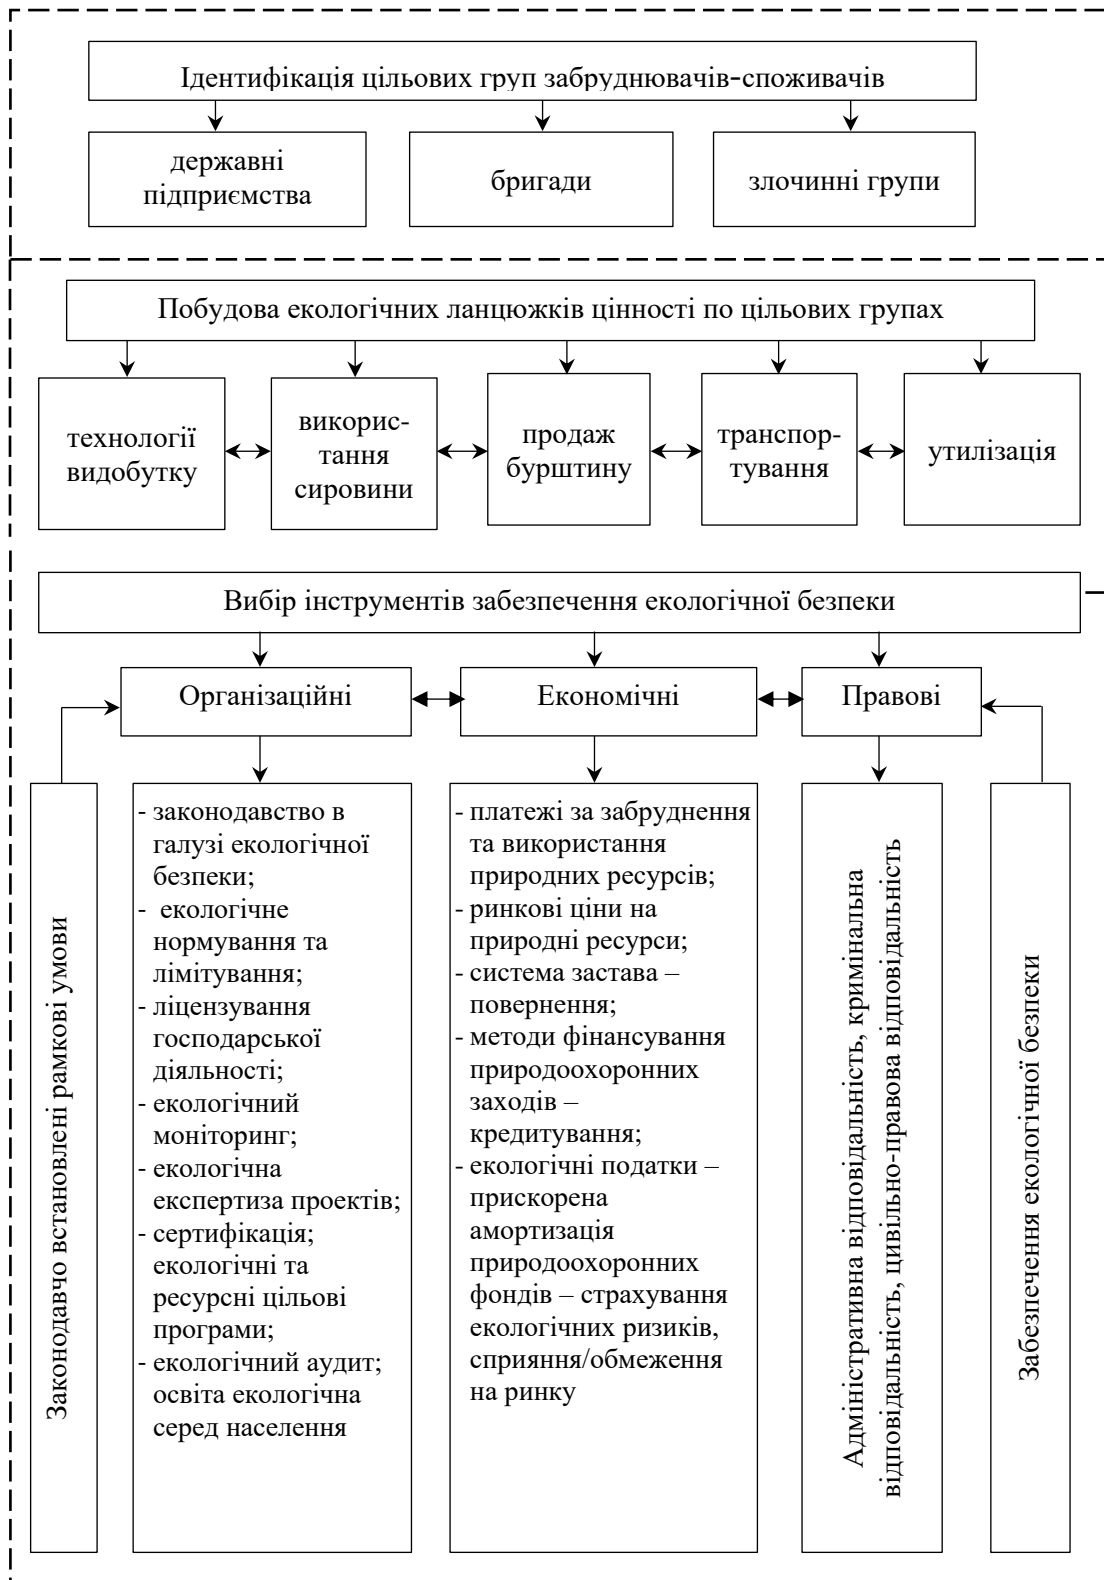 Ідентифікація цільових груп забруднювачів-споживачів
державні
підприємства
бригади
злочинні групи
Побудова екологічних ланцюжків цінності по цільових групах
технології
видобутку
викорис-
тання
сировини
продаж
бурштину
транспор-
тування
утилізація
Вибір інструментів забезпечення екологічної безпеки
Організаційні
Економічні
Правові
Законодавчо встановлені рамкові умови
- законодавство в
галузі екологічної
безпеки;
- екологічне
нормування та
лімітування;
- ліцензування
господарської
діяльності;
- екологічний
моніторинг;
- екологічна
експертиза проектів;
- сертифікація;
екологічні та
ресурсні цільові
програми;
- екологічний аудит;
освіта екологічна
серед населення
- платежі за забруднення
та використання
природних ресурсів;
- ринкові ціни на
природні ресурси;
- система застава –
повернення;
- методи фінансування
природоохоронних
заходів –
кредитування;
- екологічні податки –
прискорена
амортизація
природоохоронних
фондів – страхування
екологічних ризиків,
сприяння/обмеження
на ринку
Адміністративна відповідальність, кримінальна
відповідальність, цивільно-правова відповідальність
Забезпечення екологічної безпеки